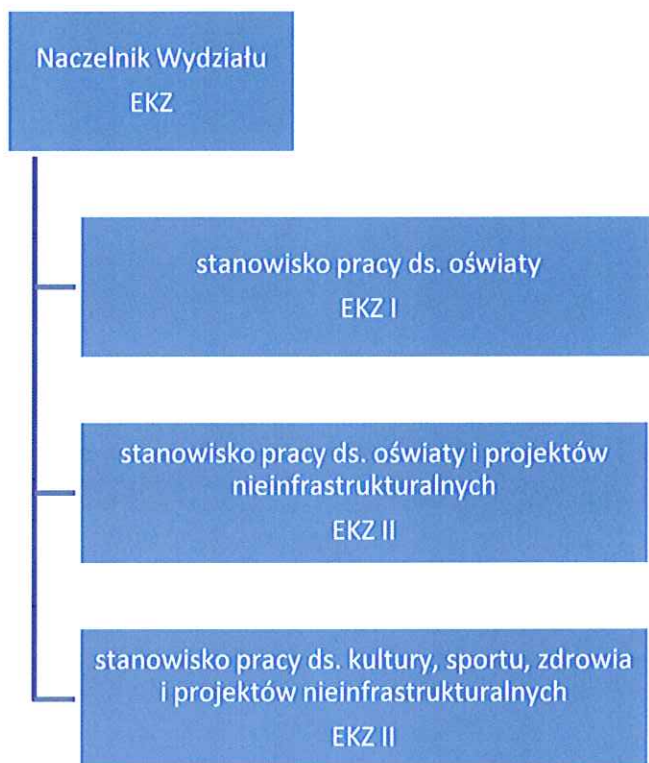 Naczelnik Wydziału
EKZ
stanowisko pracy ds. oświaty
EKZ I
stanowisko pracy ds. oświaty i projektów
nieinfrastrukturalnych
EKZ II
stanowisko pracy ds. kultury, sportu, zdrowia
i projektów nieinfrastrukturalnych
EKZ II